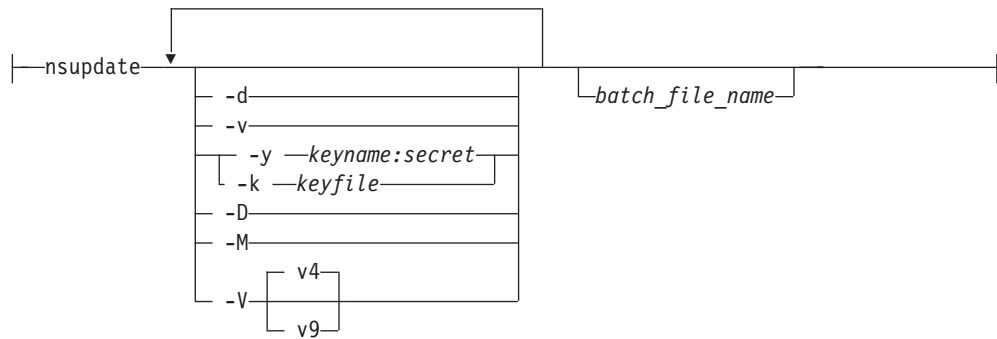 nsupdate
batch_file_name
-d
-v
-y keyname:secret
-k keyfile
-D
-M
v4
-V
v9